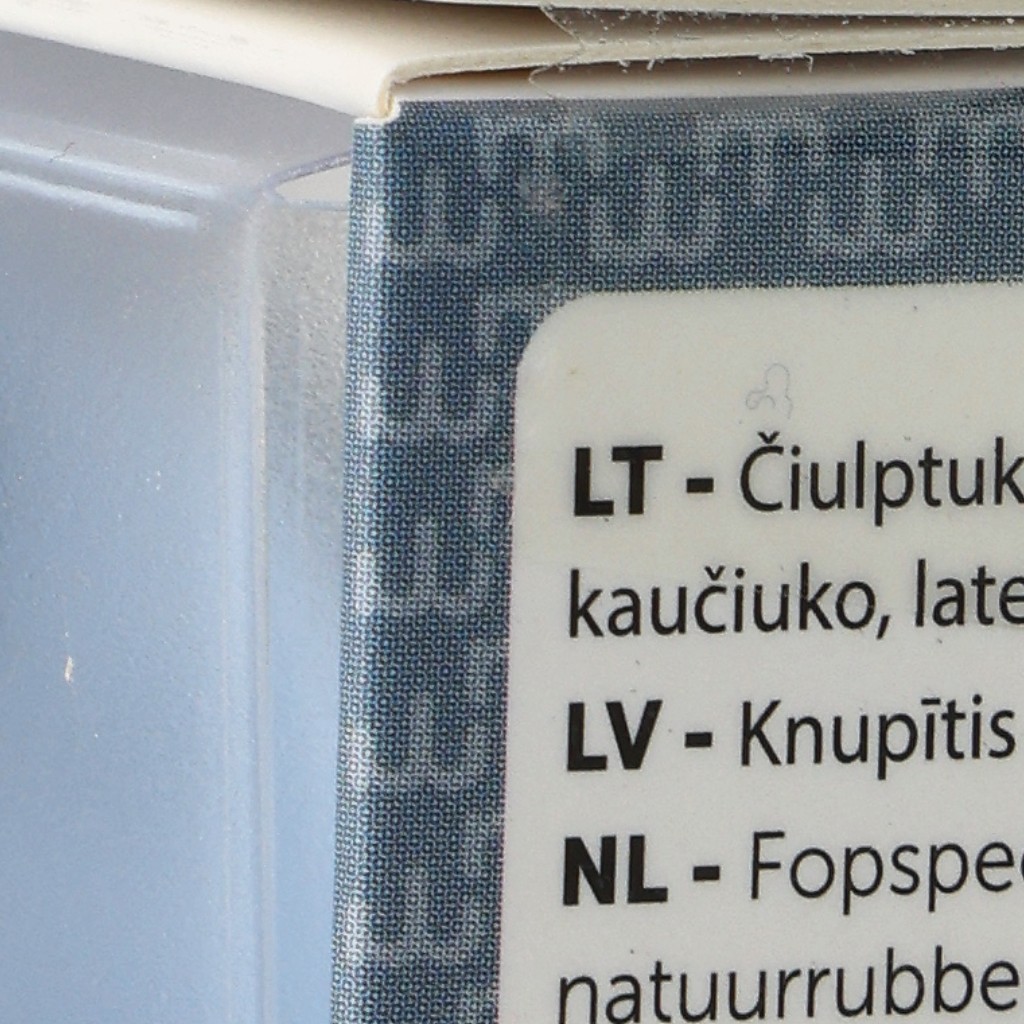 LT - Čiulptuk
kaučiuko, late
LV - Knupītis
NL - Fopspe
natuurrubbe